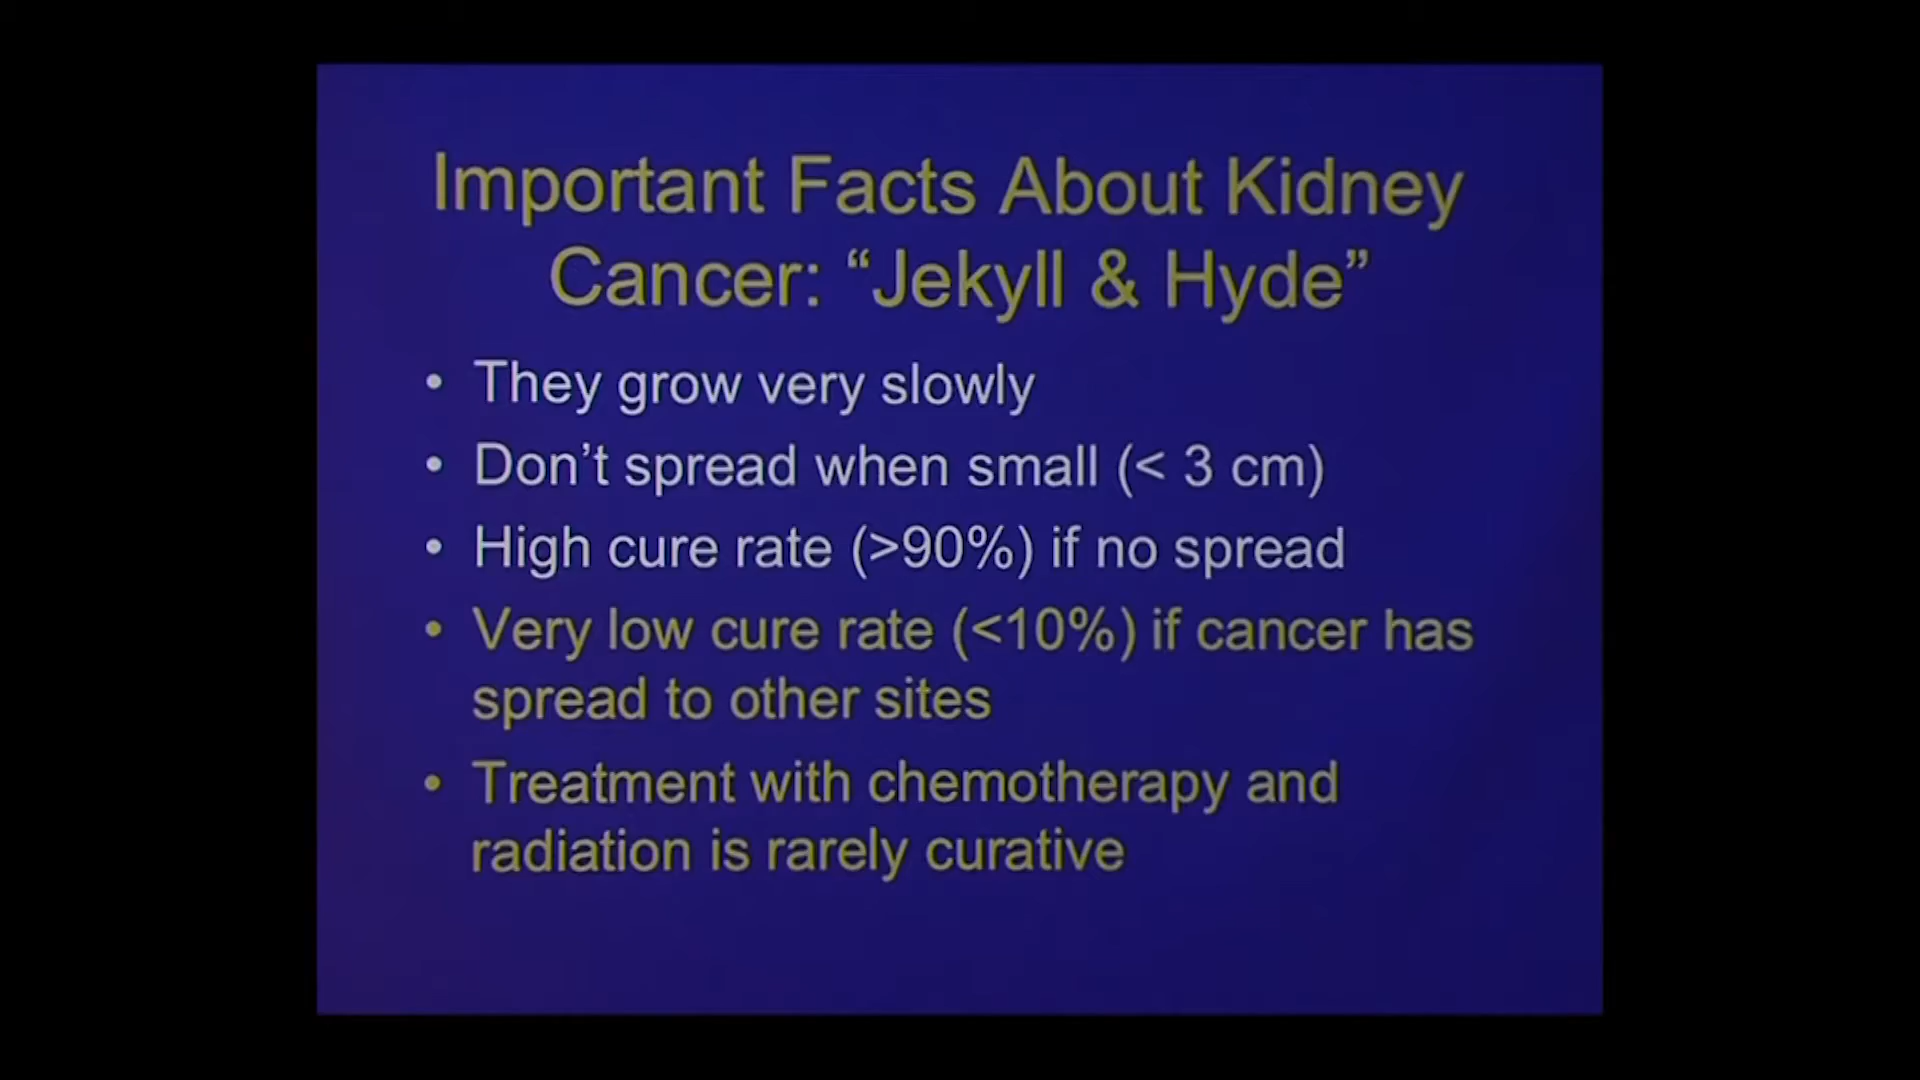 Important Facts About Kidney
Cancer: “Jekyll & Hyde”
• They grow very slowly
• Don’t spread when small (< 3 cm)
• High cure rate (>90%) if no spread
• Very low cure rate (<10%) if cancer has
spread to other sites
• Treatment with chemotherapy and
radiation is rarely curative